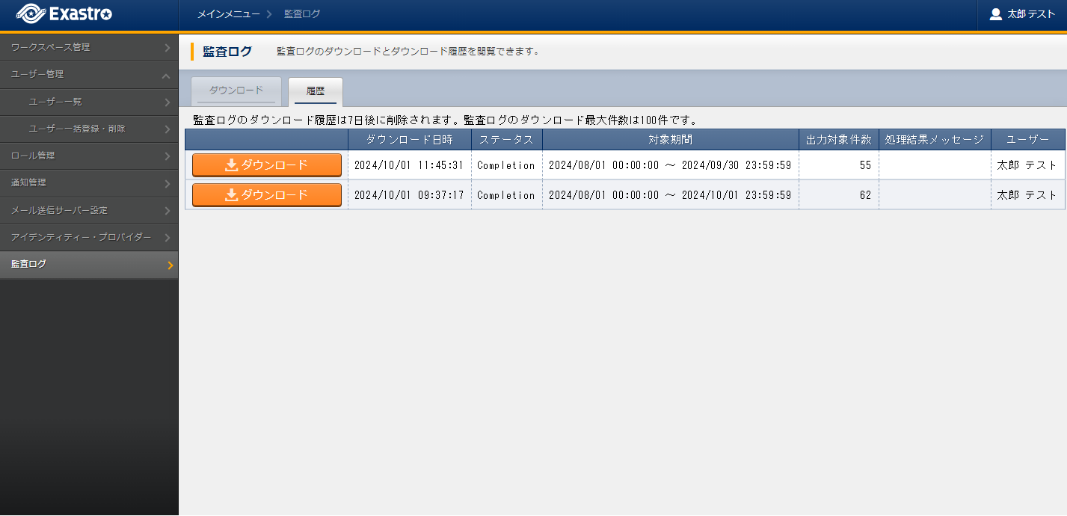 Exastro
メインメニュー > 監査ログ
太郎 テスト
ワークスペース管理
ユーザー管理
ユーザー一覧
ユーザー一括登録・削除
ロール管理
通知管理
メール送信サーバー設定
アイデンティティー・プロバイダー
監査ログ
監査ログ 監査ログのダウンロードとダウンロード履歴を閲覧できます。
ダウンロード 履歴
監査ログのダウンロード履歴は7日後に削除されます。監査ログのダウンロード最大件数は100件です。
ダウンロード日時 ステータス 対象期間 出力対象件数 処理結果メッセージ ユーザー
ダウンロード 2024/10/01 11:45:31 Completion 2024/08/01 00:00:00 ～ 2024/09/30 23:59:59 55 太郎 テスト
ダウンロード 2024/10/01 09:37:17 Completion 2024/08/01 00:00:00 ～ 2024/10/01 23:59:59 62 太郎 テスト